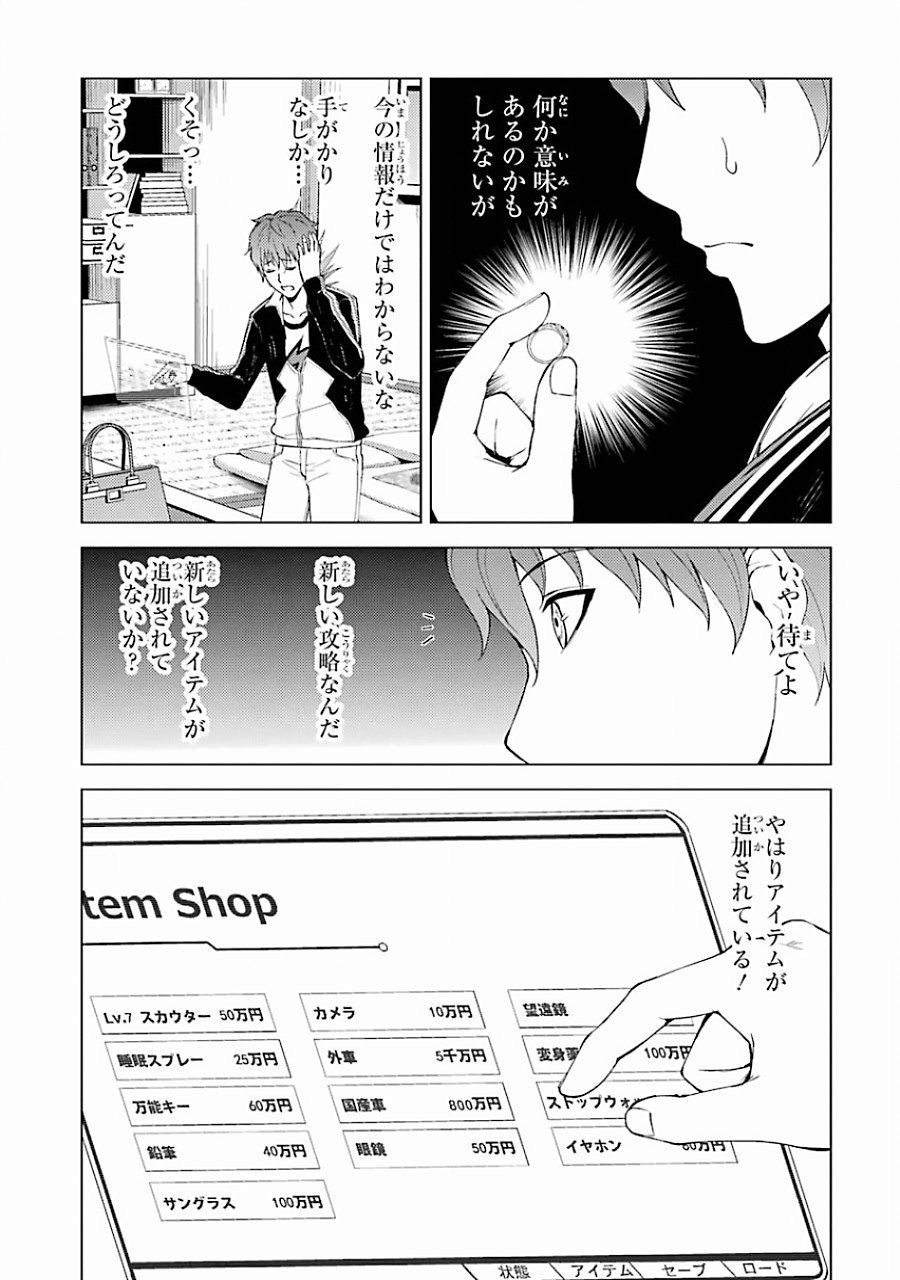 何か意味が
あるのかも
しれないが
今の情報だけではわからないな
手がかり
なしか…
くそっ…
どうしろってんだ
いや‼待てよ
新しい攻略なんだ
新しいアイテムが
追加されて
いないか?
やはりアイテムが
追加されている!
tem Shop
Lv.7 スカウター 50万円
カメラ 10万円
望遠鏡
睡眠スプレー 25万円
外車 5千万円
変身薬 100万円
万能キー 60万円
国産車 800万円
ストップウォ
鉛筆 40万円
眼鏡 50万円
イヤホン 80万円
サングラス 100万円
状態 アイテム セーブ ロード